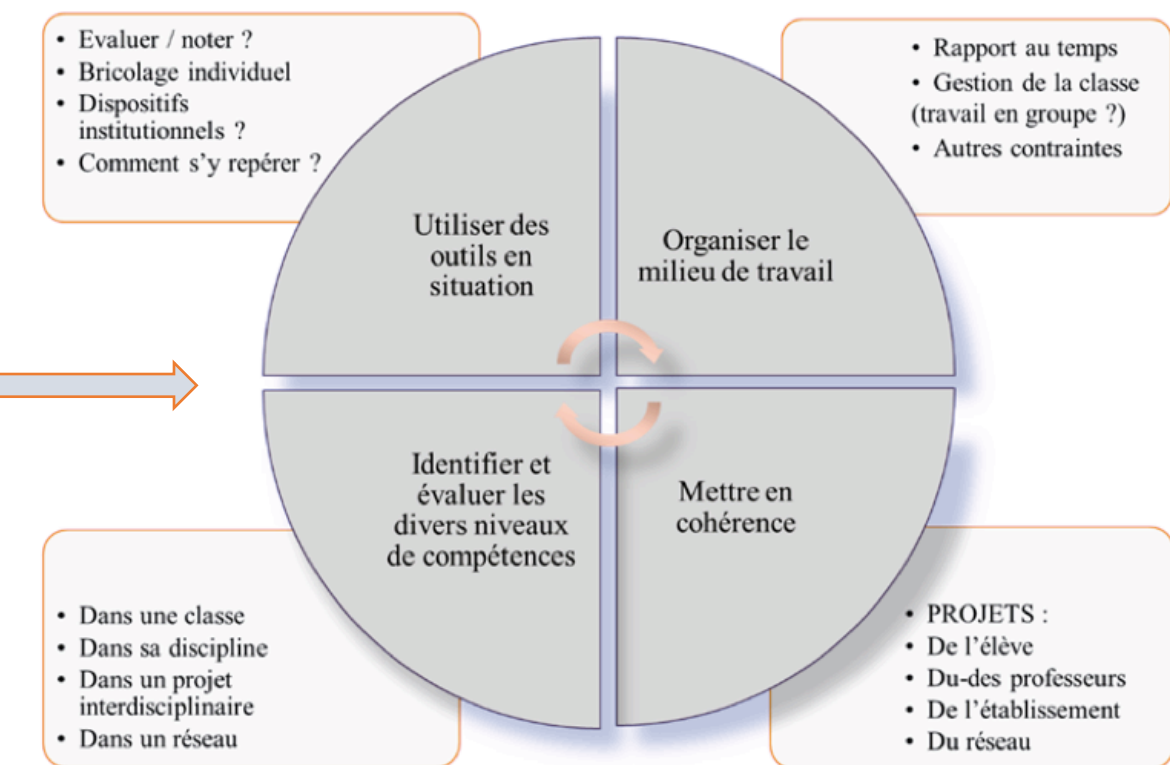 • Evaluer / noter ?
• Bricolage individuel
• Dispositifs
institutionnels ?
• Comment s’y repérer ?
• Rapport au temps
• Gestion de la classe
(travail en groupe ?)
• Autres contraintes
Utiliser des
outils en
situation
Organiser le
milieu de travail
Identifier et
évaluer les
divers niveaux
de compétences
Mettre en
cohérence
• Dans une classe
• Dans sa discipline
• Dans un projet
interdisciplinaire
• Dans un réseau
• PROJETS :
• De l’élève
• Du-des professeurs
• De l’établissement
• Du réseau